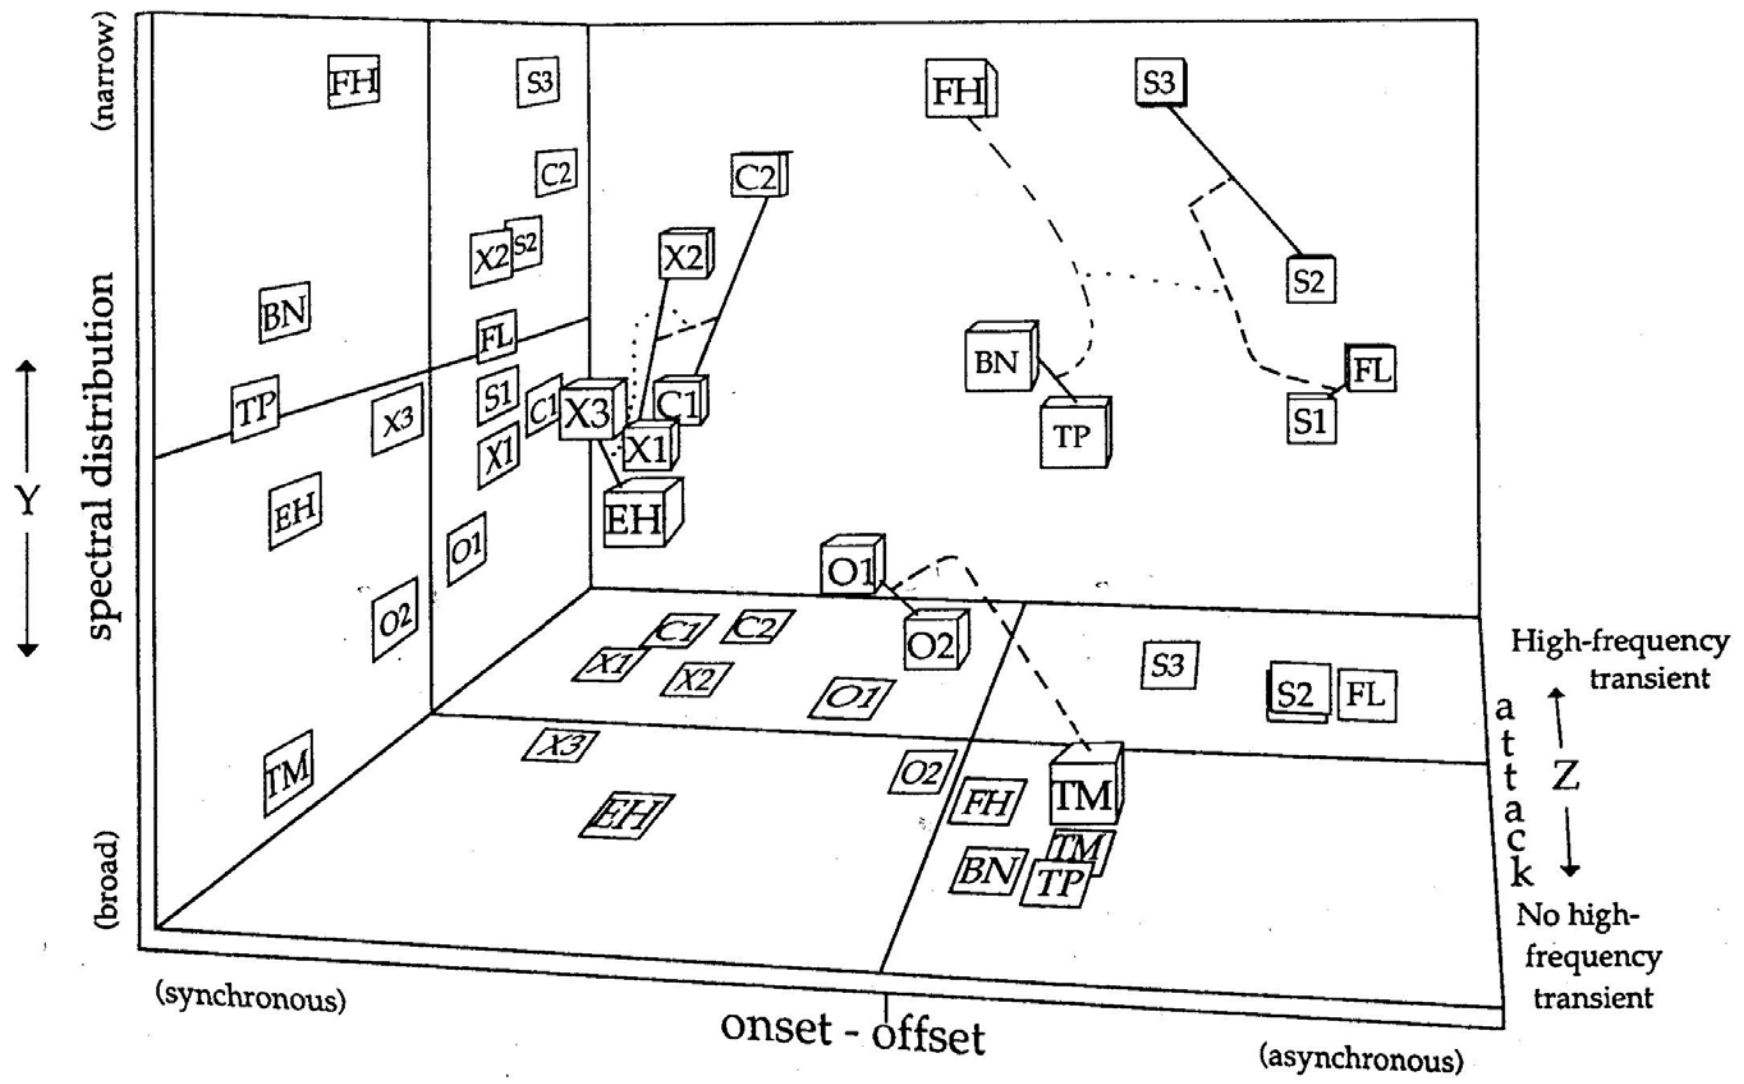 (narrow)
spectral distribution
(broad)
Y
FH
S3
FH
S3
C2
C2
X2
S2
X2
S2
BN
FL
BN
FL
TP
X3
S1
C1
X3
C1
X1
TP
S1
X1
EH
EH
O1
O1
O2
O2
C1
C2
X1
X2
O1
S3
S2
FL
TM
X3
O2
FH
TM
EH
BN
TM
TP
High-frequency
transient
attack
Z
No high-
frequency
transient
(synchronous)
onset - offset
(asynchronous)